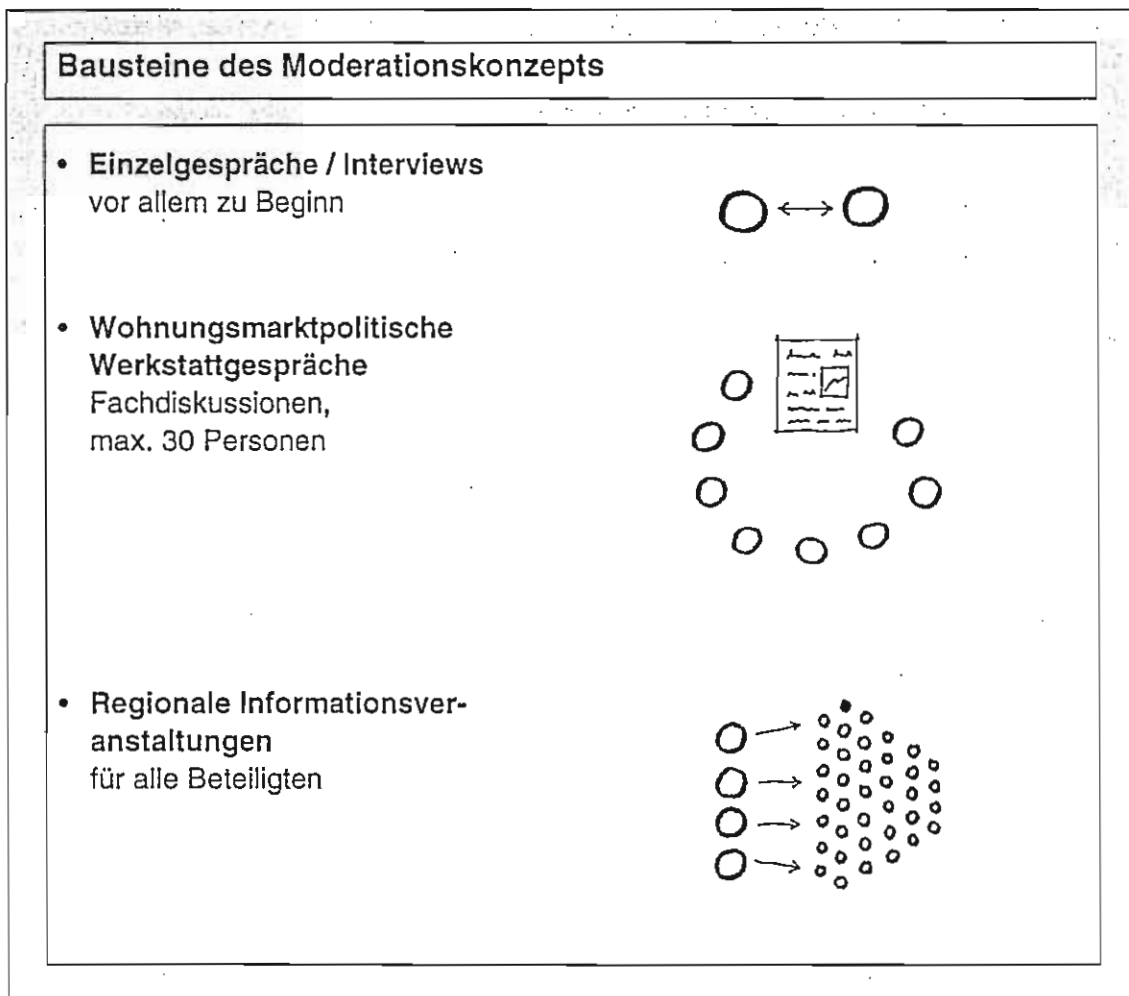 Bausteine des Moderationskonzepts
• Einzelgespräche / Interviews
vor allem zu Beginn
• Wohnungsmarktpolitische
Werkstattgespräche
Fachdiskussionen,
max. 30 Personen
• Regionale Informationsver-
anstaltungen
für alle Beteiligten